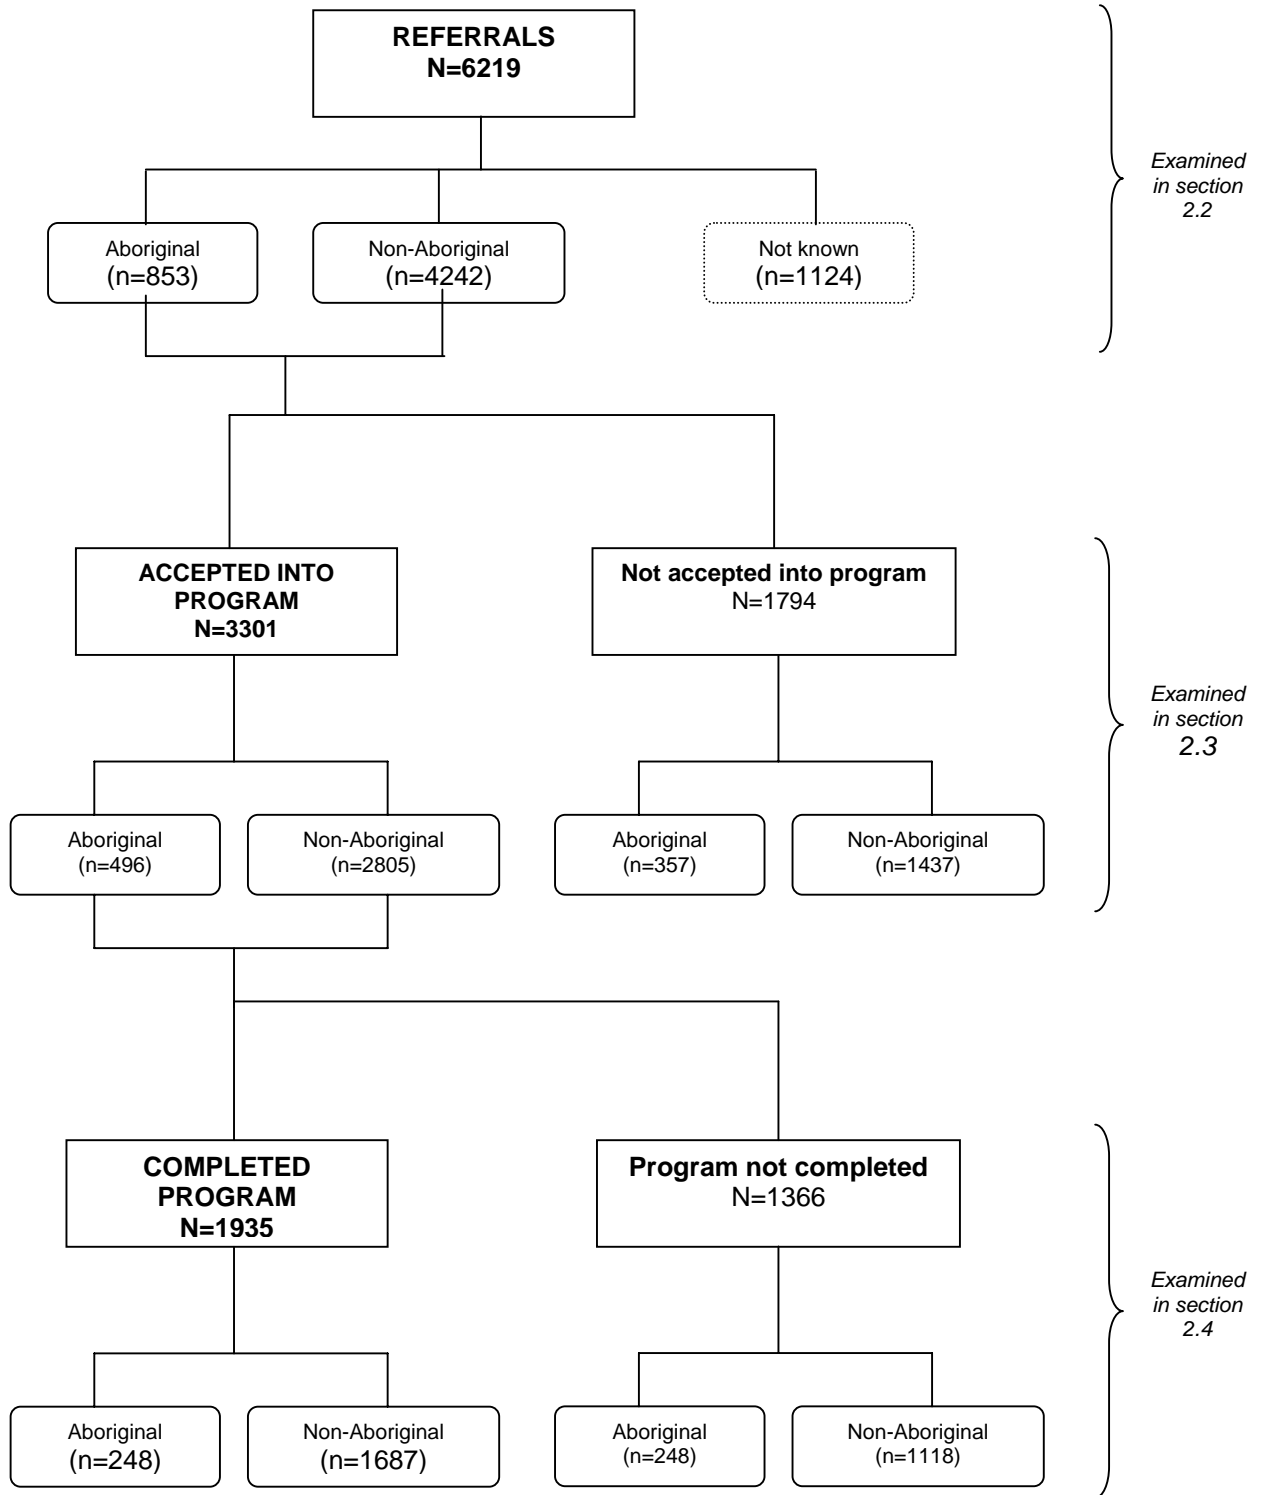 REFERRALS
N=6219
Examined
in section
2.2
Aboriginal
(n=853)
Non-Aboriginal
(n=4242)
Not known
(n=1124)
ACCEPTED INTO
PROGRAM
N=3301
Not accepted into program
N=1794
Examined
in section
2.3
Aboriginal
(n=496)
Non-Aboriginal
(n=2805)
Aboriginal
(n=357)
Non-Aboriginal
(n=1437)
COMPLETED
PROGRAM
N=1935
Program not completed
N=1366
Examined
in section
2.4
Aboriginal
(n=248)
Non-Aboriginal
(n=1687)
Aboriginal
(n=248)
Non-Aboriginal
(n=1118)